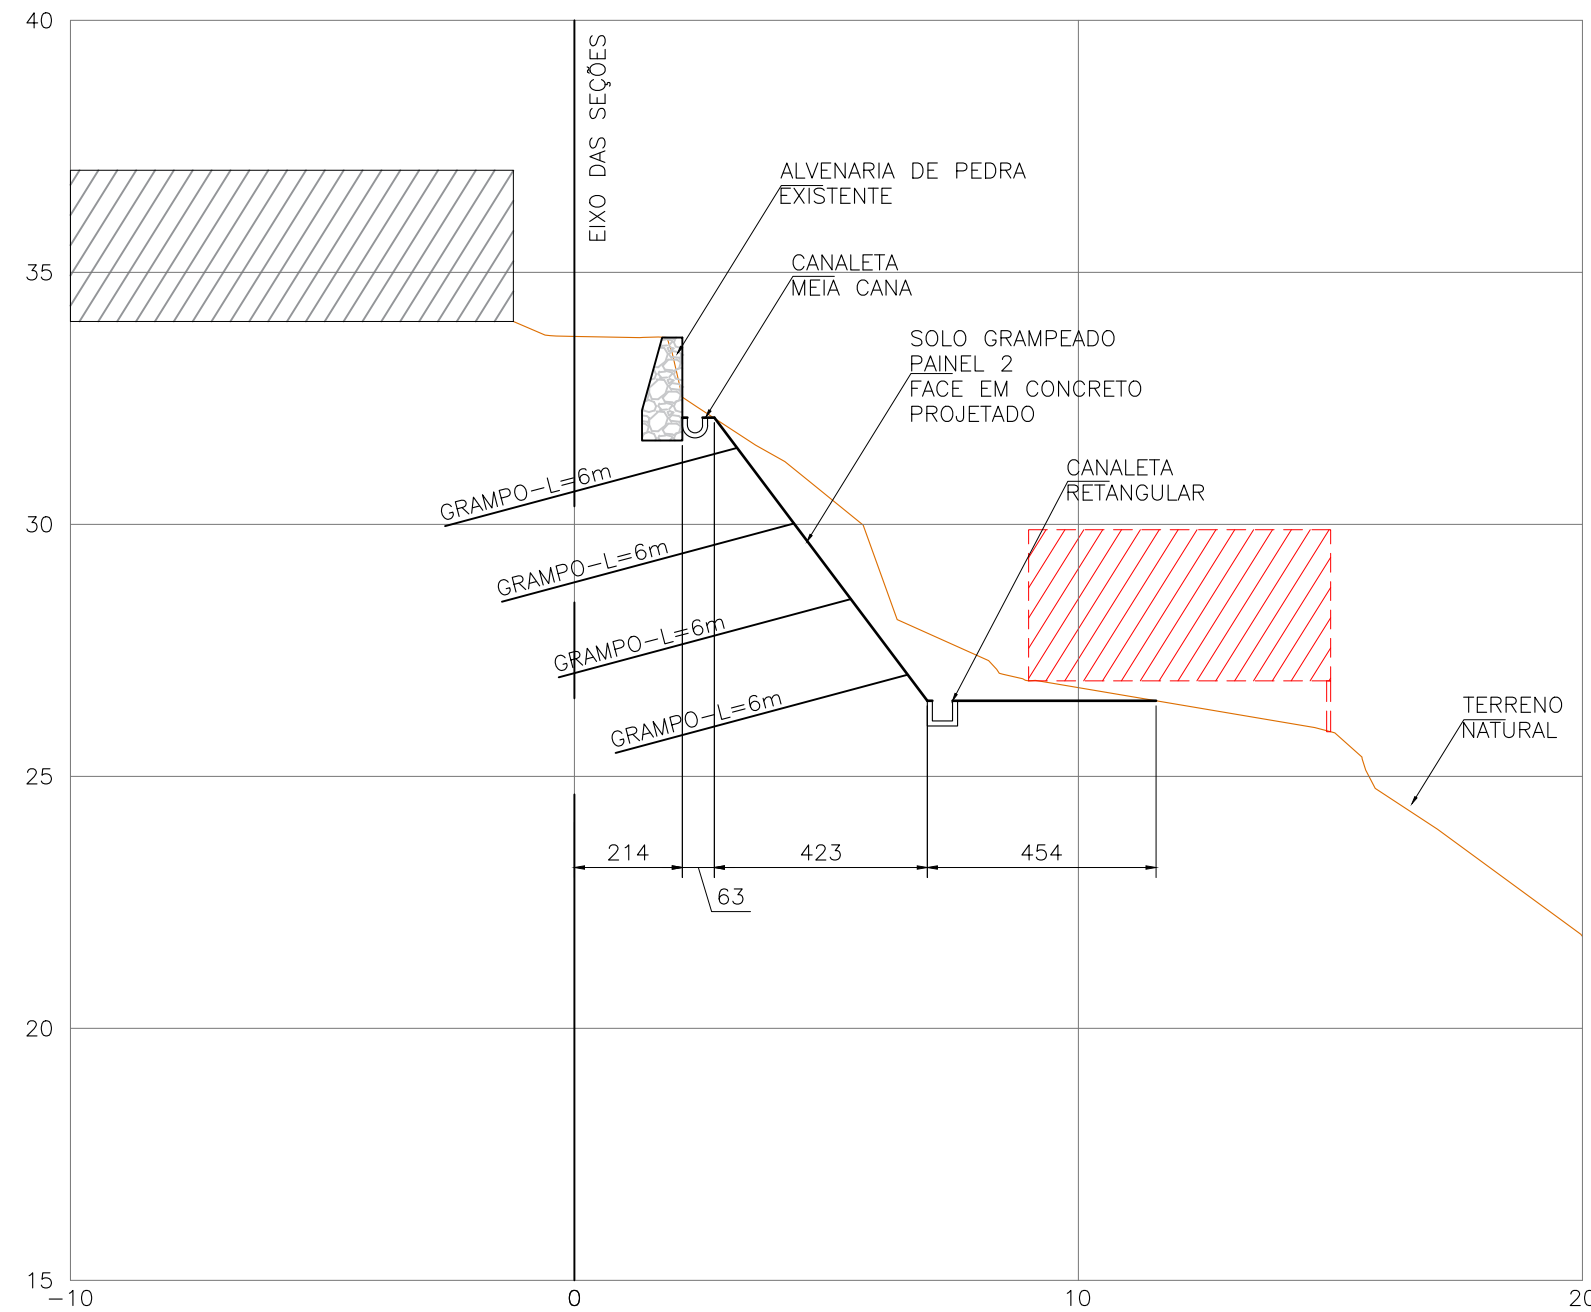 40
EIXO DAS SEÇÕES
ALVENARIA DE PEDRA
EXISTENTE
35
CANALETA
MEIA CANA
SOLO GRAMPEADO
PAINEL 2
FACE EM CONCRETO
PROJETADO
CANALETA
RETANGULAR
GRAMPO-L=6m
30
GRAMPO-L=6m
GRAMPO-L=6m
GRAMPO-L=6m
TERRENO
NATURAL
25
214
423
454
63
20
15
-10
0
10
20